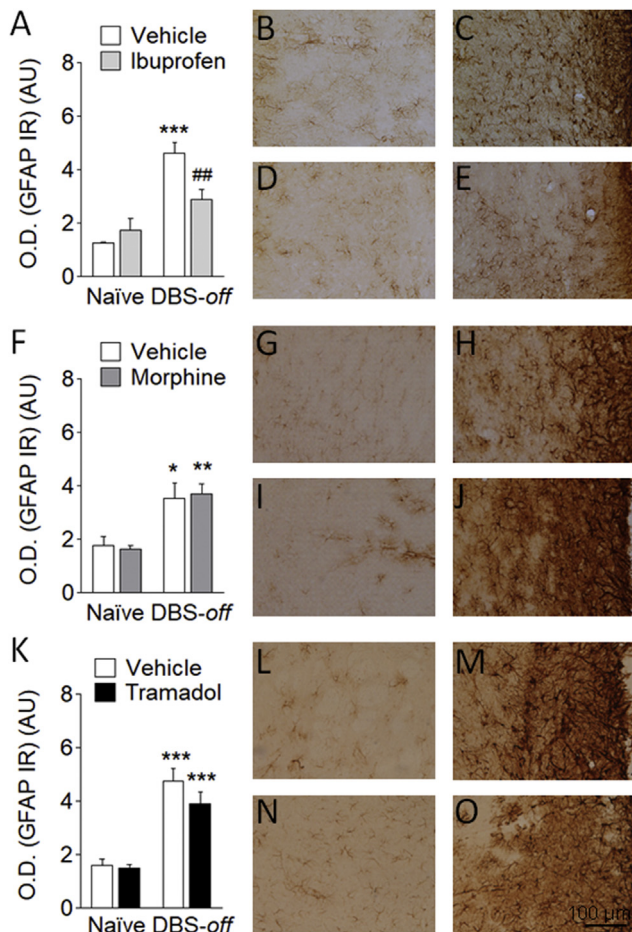 A
Vehicle
Ibuprofen
O.D. (GFAP IR) (AU)
8
6
4
2
0
***
##
Naïve DBS-off
B
C
D
E
F
Vehicle
Morphine
O.D. (GFAP IR) (AU)
8
6
4
2
0
*
**
Naïve DBS-off
G
H
I
J
K
Vehicle
Tramadol
O.D. (GFAP IR) (AU)
8
6
4
2
0
***
***
Naïve DBS-off
L
M
N
O
100 µm